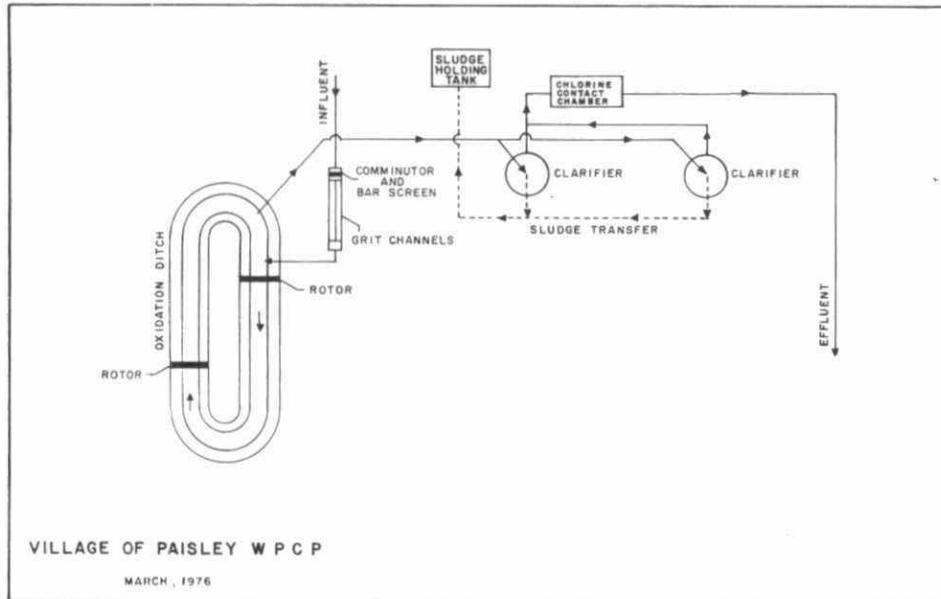 INFLUENT
SLUDGE
HOLDING
TANK
CHLORINE
CONTACT
CHAMBER
COMMINUTOR
AND
BAR SCREEN
CLARIFIER
CLARIFIER
GRIT CHANNELS
SLUDGE TRANSFER
OXIDATION DITCH
ROTOR
ROTOR
EFFLUENT
VILLAGE OF PAISLEY W P C P
MARCH, 1976